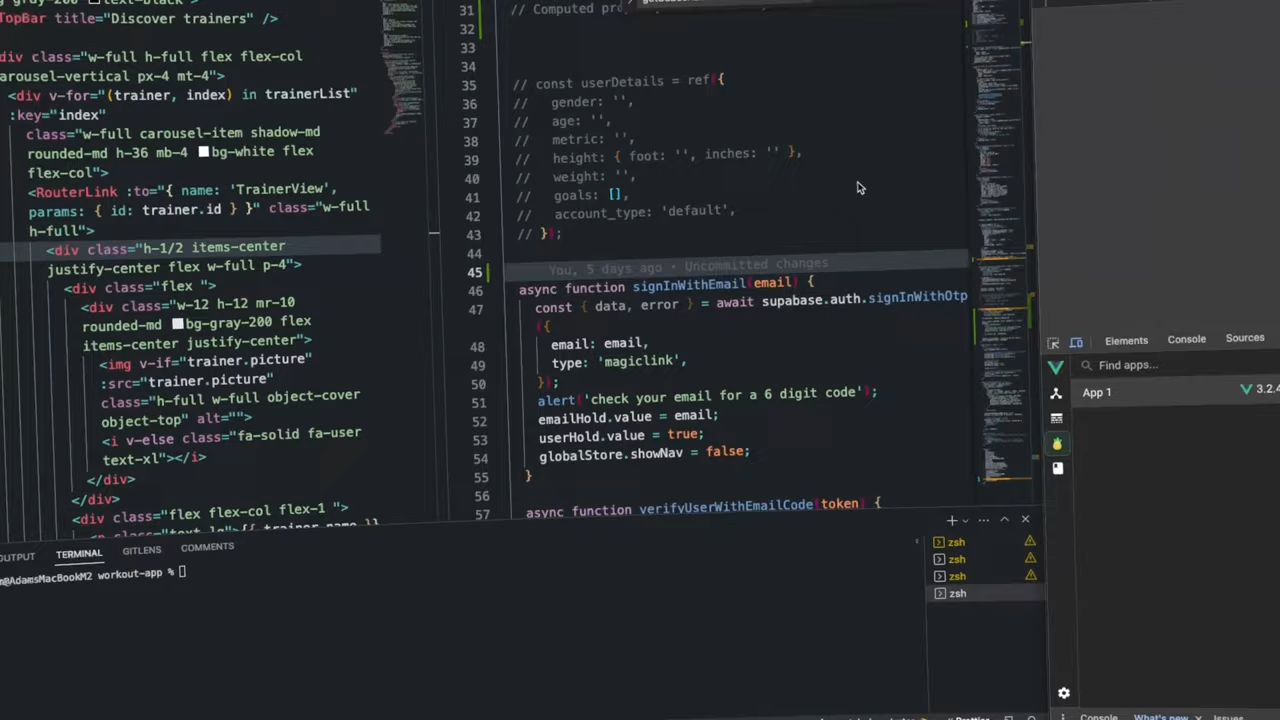 gray-200 text-black">
TopBar title="Discover trainers" />
div class="w-full h-full flex flex-col
carousel-vertical px-4 mt-4">
<div v-for="(trainer, index) in trainerList"
:key="index"
class="w-full carousel-item shadow-md
rounded-md h-36 mb-4 bg-white flex
flex-col">
<RouterLink :to="{ name: 'TrainerView',
params: { id: trainer.id } }" class="w-full
h-full">
<div class="h-1/2 items-center
justify-center flex w-full p-4">
<div class="flex ">
<div class="w-12 h-12 mr-10
rounded-md bg-gray-200 flex
items-center justify-center">
<img v-if="trainer.picture"
:src="trainer.picture"
class="h-full w-full object-cover
object-top" alt="">
<i v-else class="fa-solid fa-user
text-xl"></i>
</div>
</div>
<div class="flex flex-col flex-1 ">
31 // Computed
32
33
34
35 // const userDetails = ref({
36 // gender: '',
37 // age: '',
38 // metric: '',
39 // height: { foot: '', inches: '' },
40 // weight: '',
41 // goals: [],
42 // account_type: 'default',
43 // });
44
45 You, 5 days ago • Uncommitted changes
46 async function signInWithEmail(email) {
47 const { data, error } = await supabase.auth.signInWithOtp
({
48 email: email,
49 type: 'magiclink',
50 });
51 alert('check your email for a 6 digit code');
52 emailHold.value = email;
53 userHold.value = true;
54 globalStore.showNav = false;
55 }
56
57 async function verifyUserWithEmailCode(token) {
OUTPUT TERMINAL GITLENS COMMENTS
@AdamsMacBookM2 workout-app %
zsh
zsh
zsh
zsh
Elements Console Sources
Find apps...
App 1 3.2.4
Console What's new Issues
Prettier